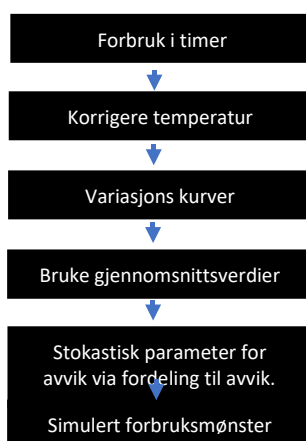 Forbruk i timer
Korrigere temperatur
Variasjons kurver
Bruke gjennomsnittsverdier
Stokastisk parameter for
avvik via fordeling til avvik.
Simulert forbruksmønster